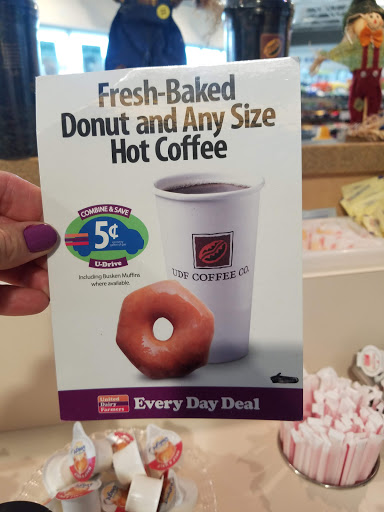 Fresh-Baked
Donut and Any Size
Hot Coffee
COMBINE & SAVE
5¢
U-Drive
Including Busken Muffins
where available.
UDF COFFEE CO.
United
Dairy
Farmers
Every Day Deal